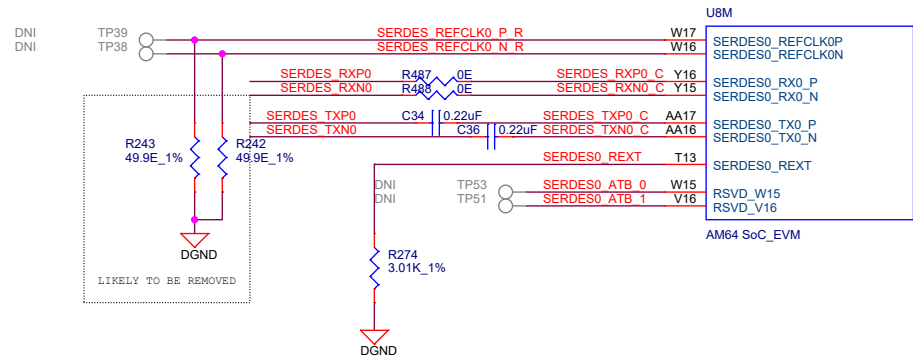 U8M
DNI TP39 SERDES_REFCLK0_P_R W17 SERDES0_REFCLK0P
DNI TP38 SERDES_REFCLK0_N_R W16 SERDES0_REFCLK0N
SERDES_RXP0 R487 0E SERDES_RXP0_C Y16 SERDES0_RX0_P
SERDES_RXN0 R488 0E SERDES_RXN0_C Y15 SERDES0_RX0_N
SERDES_TXP0 C34 0.22uF SERDES_TXP0_C AA17 SERDES0_TX0_P
SERDES_TXN0 C36 0.22uF SERDES_TXN0_C AA16 SERDES0_TX0_N
R243 R242
49.9E_1% 49.9E_1%
SERDES0_REXT T13 SERDES0_REXT
DNI TP53 SERDES0_ATB_0 W15 RSVD_W15
DNI TP51 SERDES0_ATB_1 V16 RSVD_V16
AM64 SoC_EVM
DGND
R274
3.01K_1%
LIKELY TO BE REMOVED
DGND